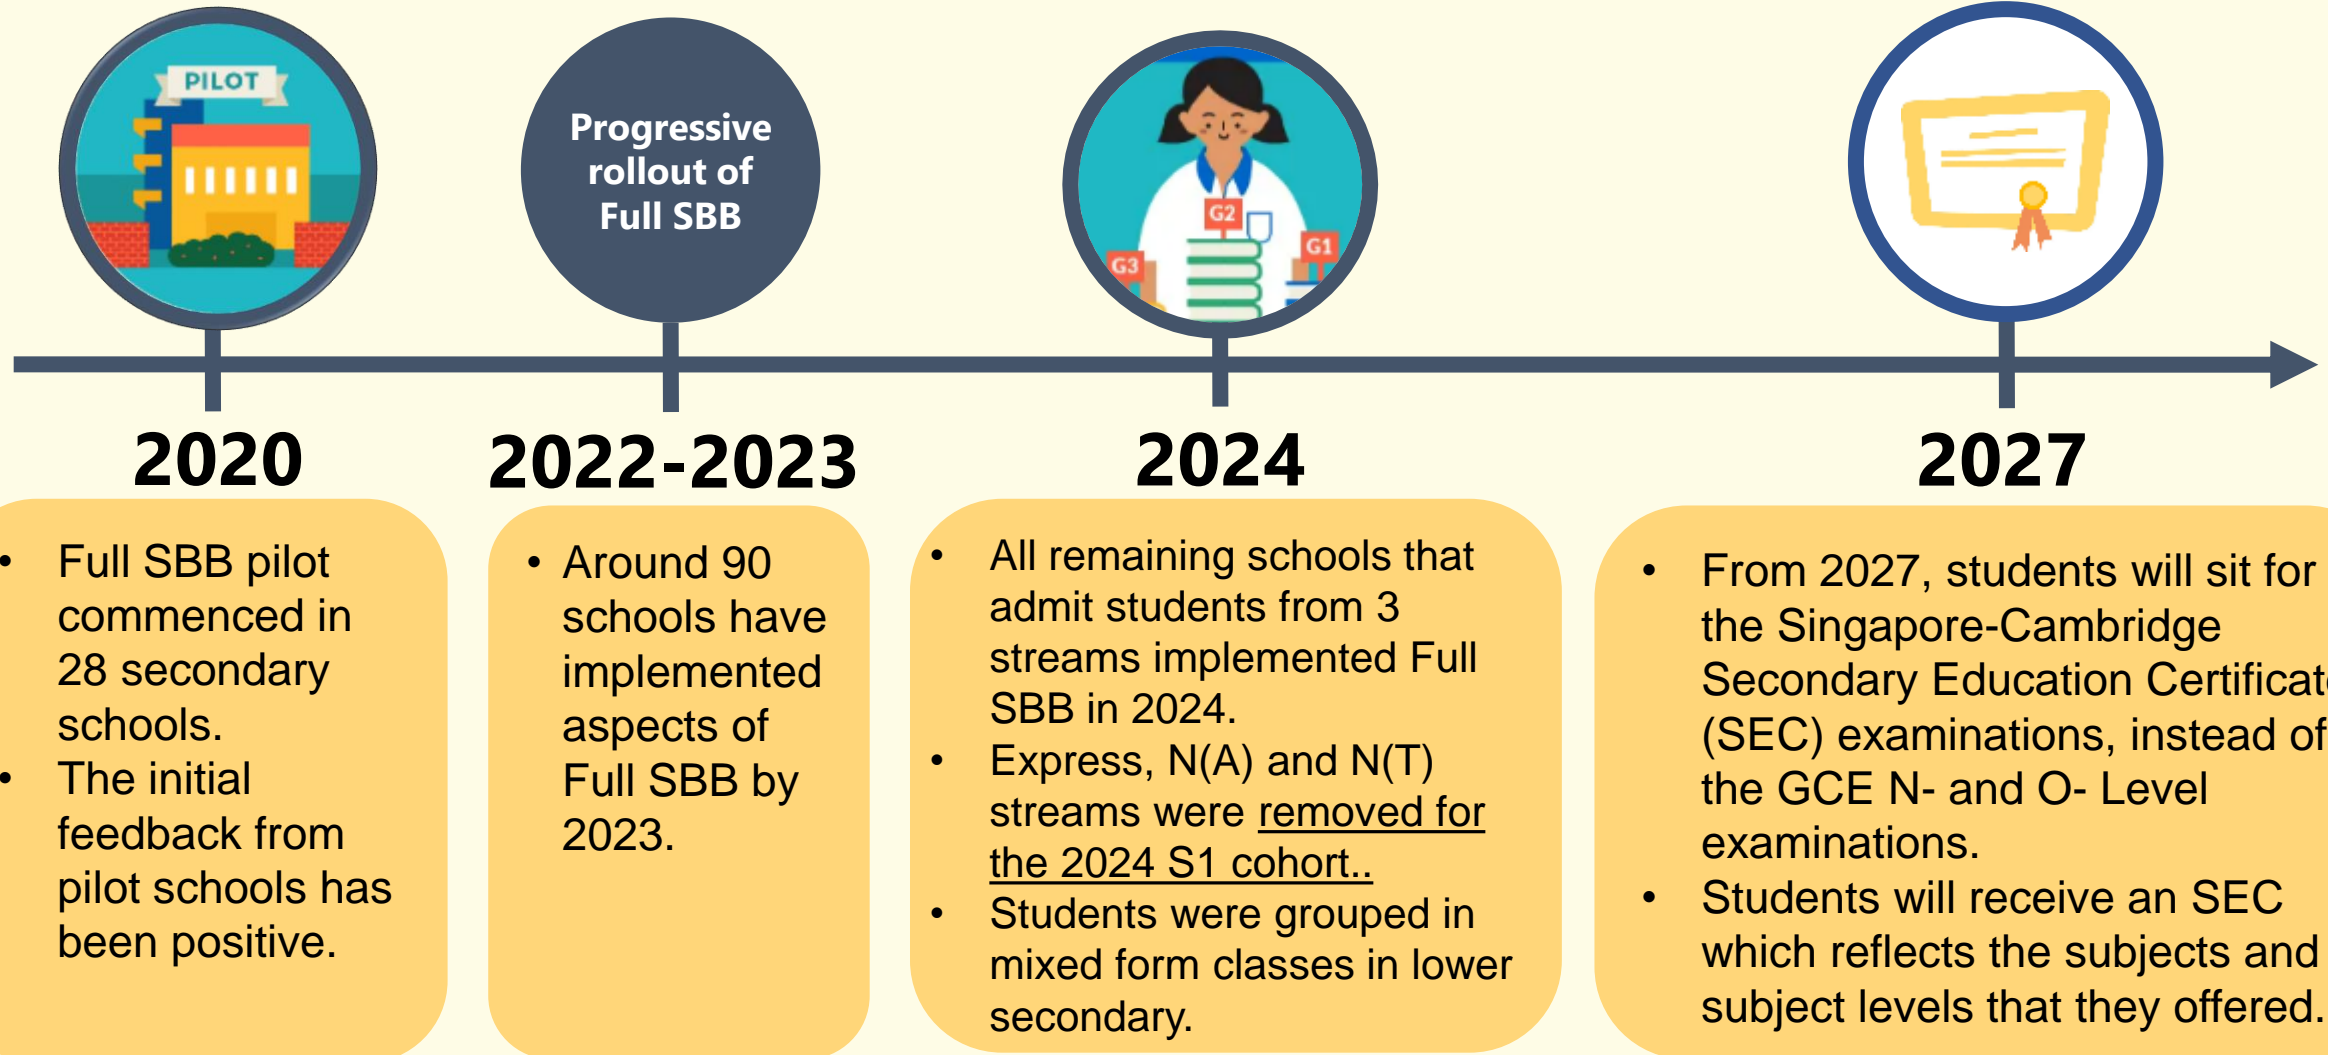 PILOT
Progressive
rollout of
Full SBB
G2
G1
G3
2020
2022-2023
2024
2027
• Full SBB pilot
commenced in
28 secondary
schools.
• The initial
feedback from
pilot schools has
been positive.
• Around 90
schools have
implemented
aspects of
Full SBB by
2023.
• All remaining schools that
admit students from 3
streams implemented Full
SBB in 2024.
• Express, N(A) and N(T)
streams were removed for
the 2024 S1 cohort..
• Students were grouped in
mixed form classes in lower
secondary.
• From 2027, students will sit for
the Singapore-Cambridge
Secondary Education Certificate
(SEC) examinations, instead of
the GCE N- and O- Level
examinations.
• Students will receive an SEC
which reflects the subjects and
subject levels that they offered.